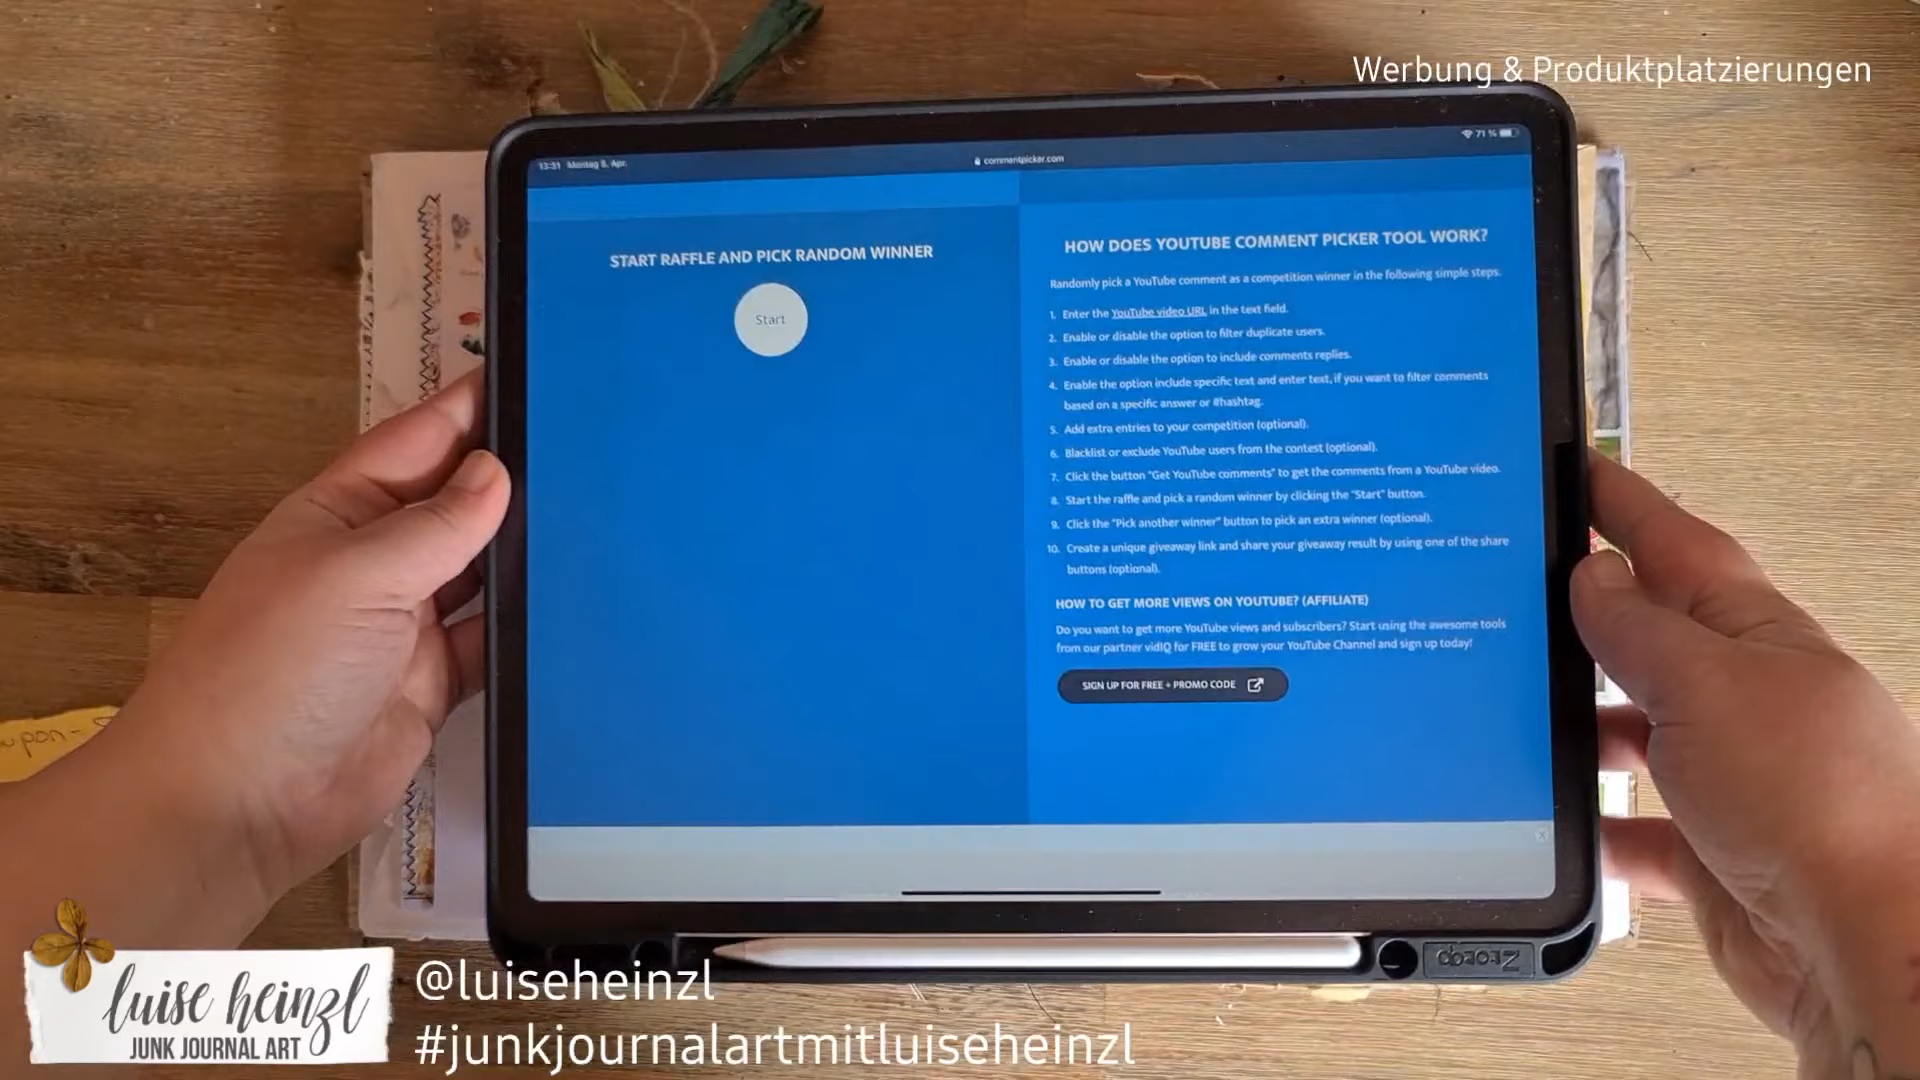 Werbung & Produktplatzierungen
13:31 Montag 8. Apr.
commentpicker.com
71 %
START RAFFLE AND PICK RANDOM WINNER
Start
HOW DOES YOUTUBE COMMENT PICKER TOOL WORK?
Randomly pick a YouTube comment as a competition winner in the following simple steps.
1. Enter the YouTube video URL in the text field.
2. Enable or disable the option to filter duplicate users.
3. Enable or disable the option to include comments replies.
4. Enable the option include specific text and enter text, if you want to filter comments
based on a specific answer or #hashtag.
5. Add extra entries to your competition (optional).
6. Blacklist or exclude YouTube users from the contest (optional).
7. Click the button "Get YouTube comments" to get the comments from a YouTube video.
8. Start the raffle and pick a random winner by clicking the "Start" button.
9. Click the "Pick another winner" button to pick an extra winner (optional).
10. Create a unique giveaway link and share your giveaway result by using one of the share
buttons (optional).
HOW TO GET MORE VIEWS ON YOUTUBE? (AFFILIATE)
Do you want to get more YouTube views and subscribers? Start using the awesome tools
from our partner vidIQ for FREE to grow your YouTube Channel and sign up today!
SIGN UP FOR FREE + PROMO CODE
upon-
luise heinzl
JUNK JOURNAL ART
@luiseheinzl
#junkjournalartmitluiseheinzl